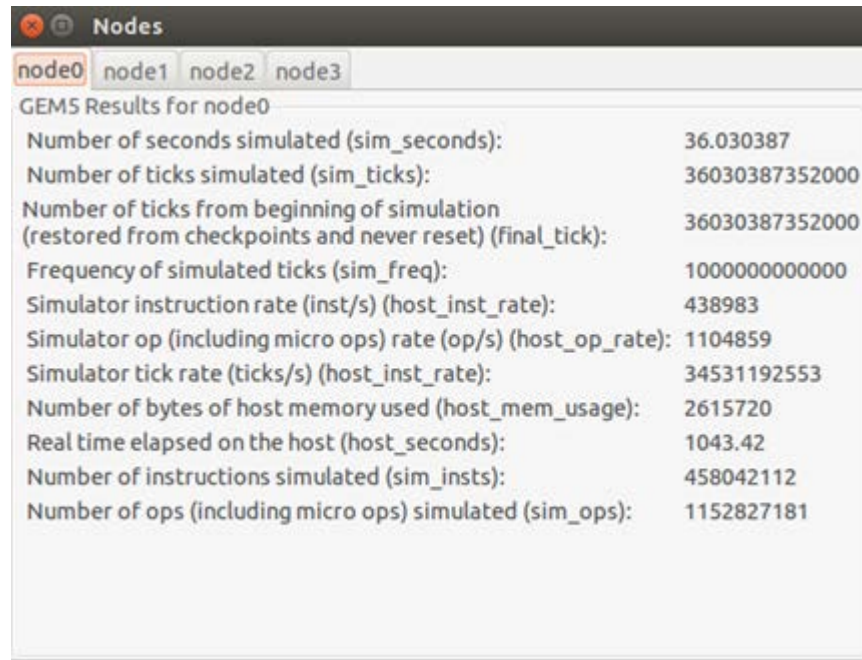 Nodes
node0 node1 node2 node3
GEM5 Results for node0
Number of seconds simulated (sim_seconds): 36.030387
Number of ticks simulated (sim_ticks): 36030387352000
Number of ticks from beginning of simulation
(restored from checkpoints and never reset) (final_tick): 36030387352000
Frequency of simulated ticks (sim_freq): 1000000000000
Simulator instruction rate (inst/s) (host_inst_rate): 438983
Simulator op (including micro ops) rate (op/s) (host_op_rate): 1104859
Simulator tick rate (ticks/s) (host_inst_rate): 34531192553
Number of bytes of host memory used (host_mem_usage): 2615720
Real time elapsed on the host (host_seconds): 1043.42
Number of instructions simulated (sim_insts): 458042112
Number of ops (including micro ops) simulated (sim_ops): 1152827181